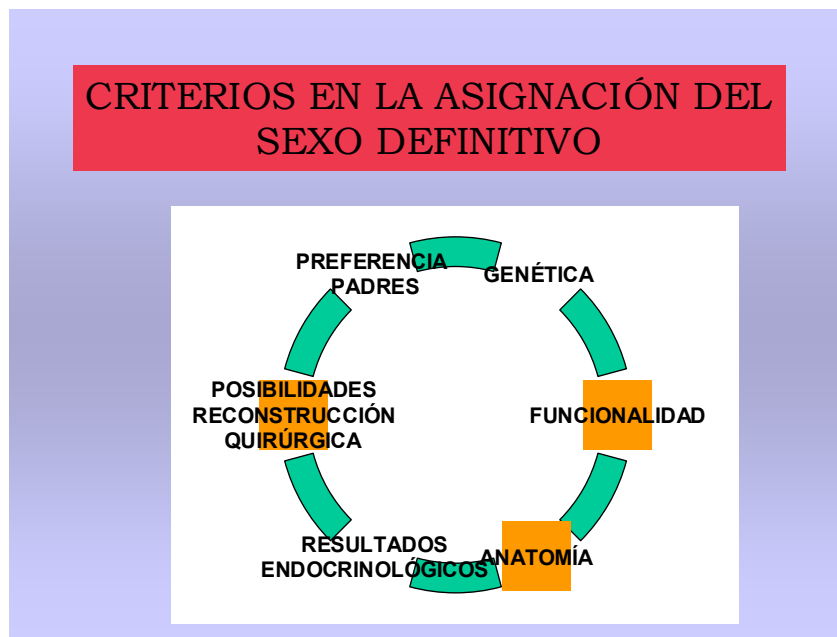 CRITERIOS EN LA ASIGNACIÓN DEL
SEXO DEFINITIVO
PREFERENCIA
PADRES
GENÉTICA
POSIBILIDADES
RECONSTRUCCIÓN
QUIRÚRGICA
FUNCIONALIDAD
RESULTADOS
ENDOCRINOLÓGICOS
ANATOMÍA